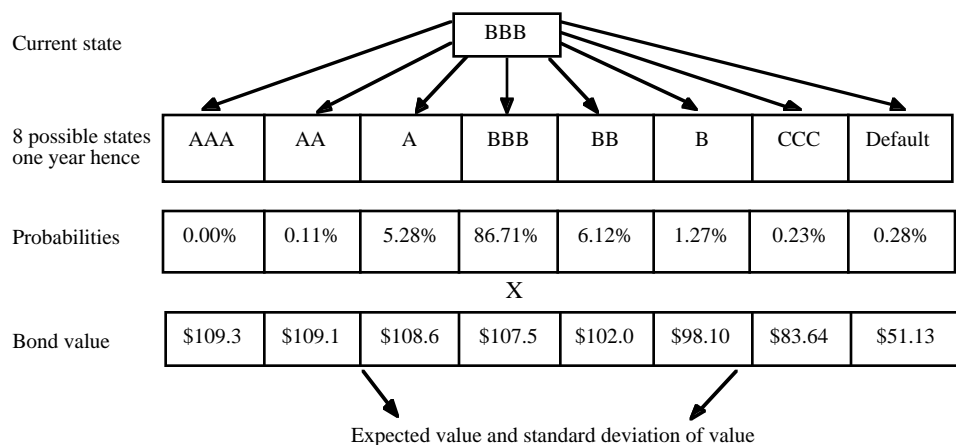 Current state
BBB
8 possible states
one year hence
AAA AA A BBB BB B CCC Default
Probabilities
0.00% 0.11% 5.28% 86.71% 6.12% 1.27% 0.23% 0.28%
X
Bond value
$109.3 $109.1 $108.6 $107.5 $102.0 $98.10 $83.64 $51.13
Expected value and standard deviation of value